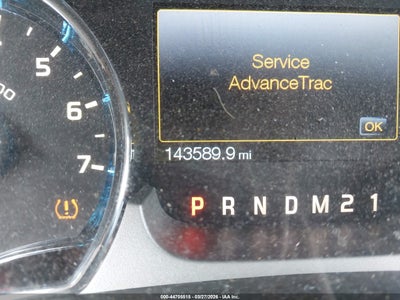 Service
AdvanceTrac
OK
5
6
7
143589.9 mi
P R N D M 2 1
000-44705515 - 03/27/2026 - IAA Inc.